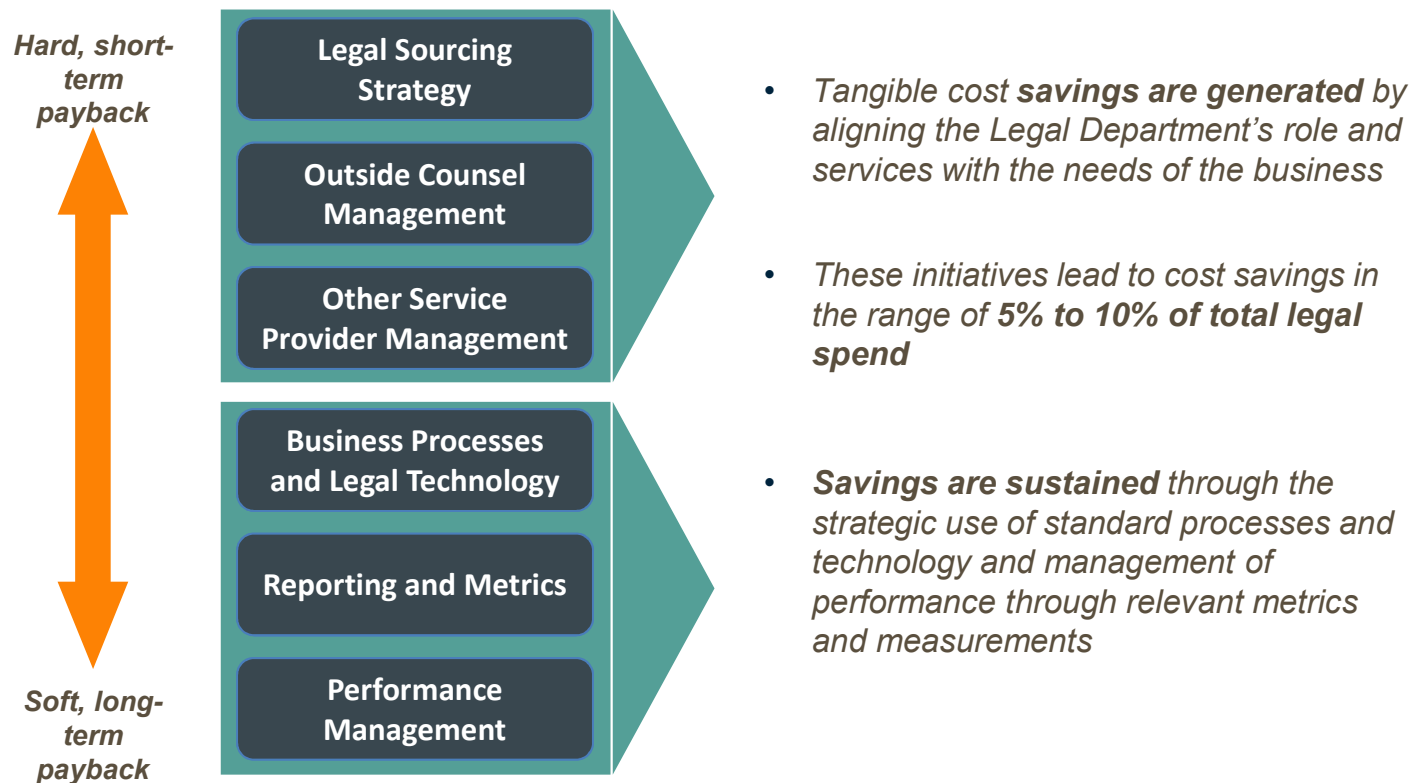 Hard, short-
term
payback
Legal Sourcing
Strategy
Outside Counsel
Management
Other Service
Provider Management
• Tangible cost savings are generated by
aligning the Legal Department’s role and
services with the needs of the business
• These initiatives lead to cost savings in
the range of 5% to 10% of total legal
spend
Business Processes
and Legal Technology
Reporting and Metrics
Performance
Management
• Savings are sustained through the
strategic use of standard processes and
technology and management of
performance through relevant metrics
and measurements
Soft, long-
term
payback